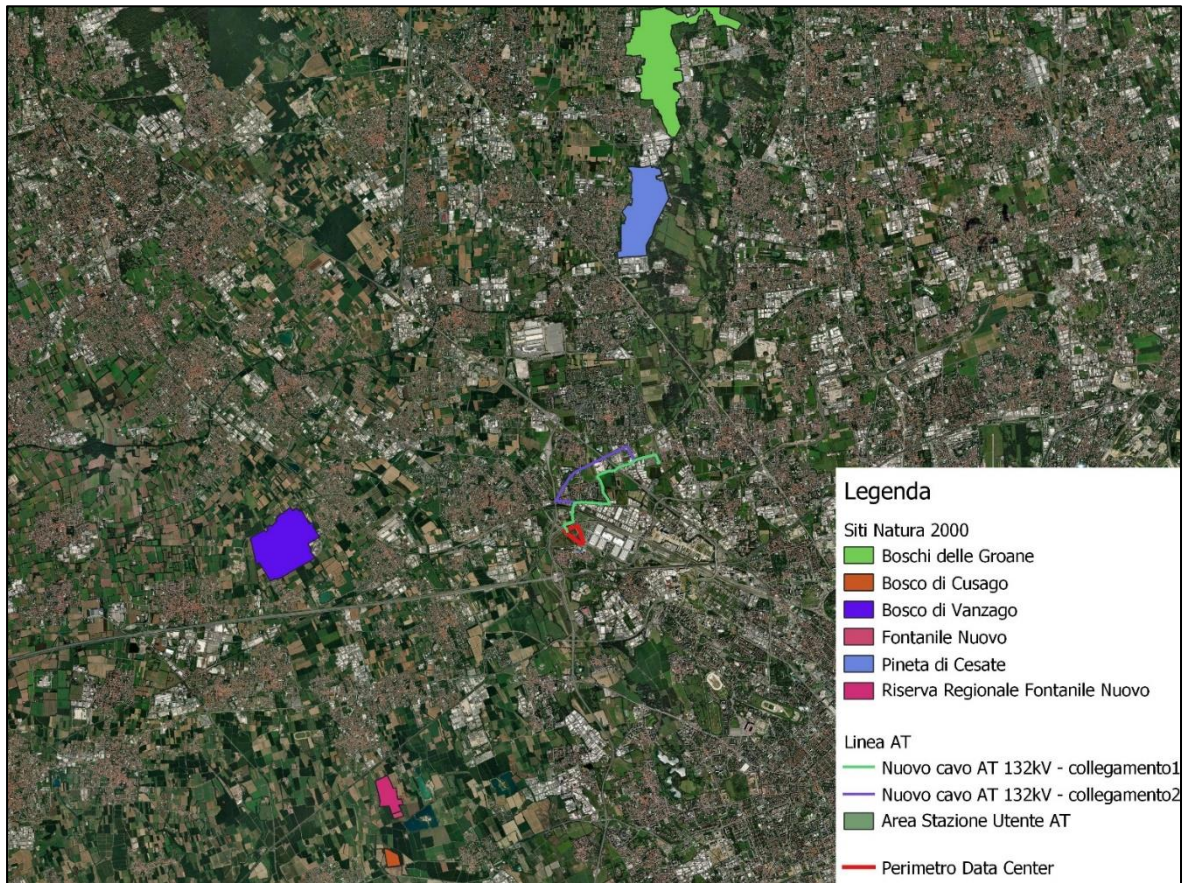 Legenda
Siti Natura 2000
Boschi delle Groane
Bosco di Cusago
Bosco di Vanzago
Fontanile Nuovo
Pineta di Cesate
Riserva Regionale Fontanile Nuovo
Linea AT
Nuovo cavo AT 132kV - collegamento1
Nuovo cavo AT 132kV - collegamento2
Area Stazione Utente AT
Perimetro Data Center